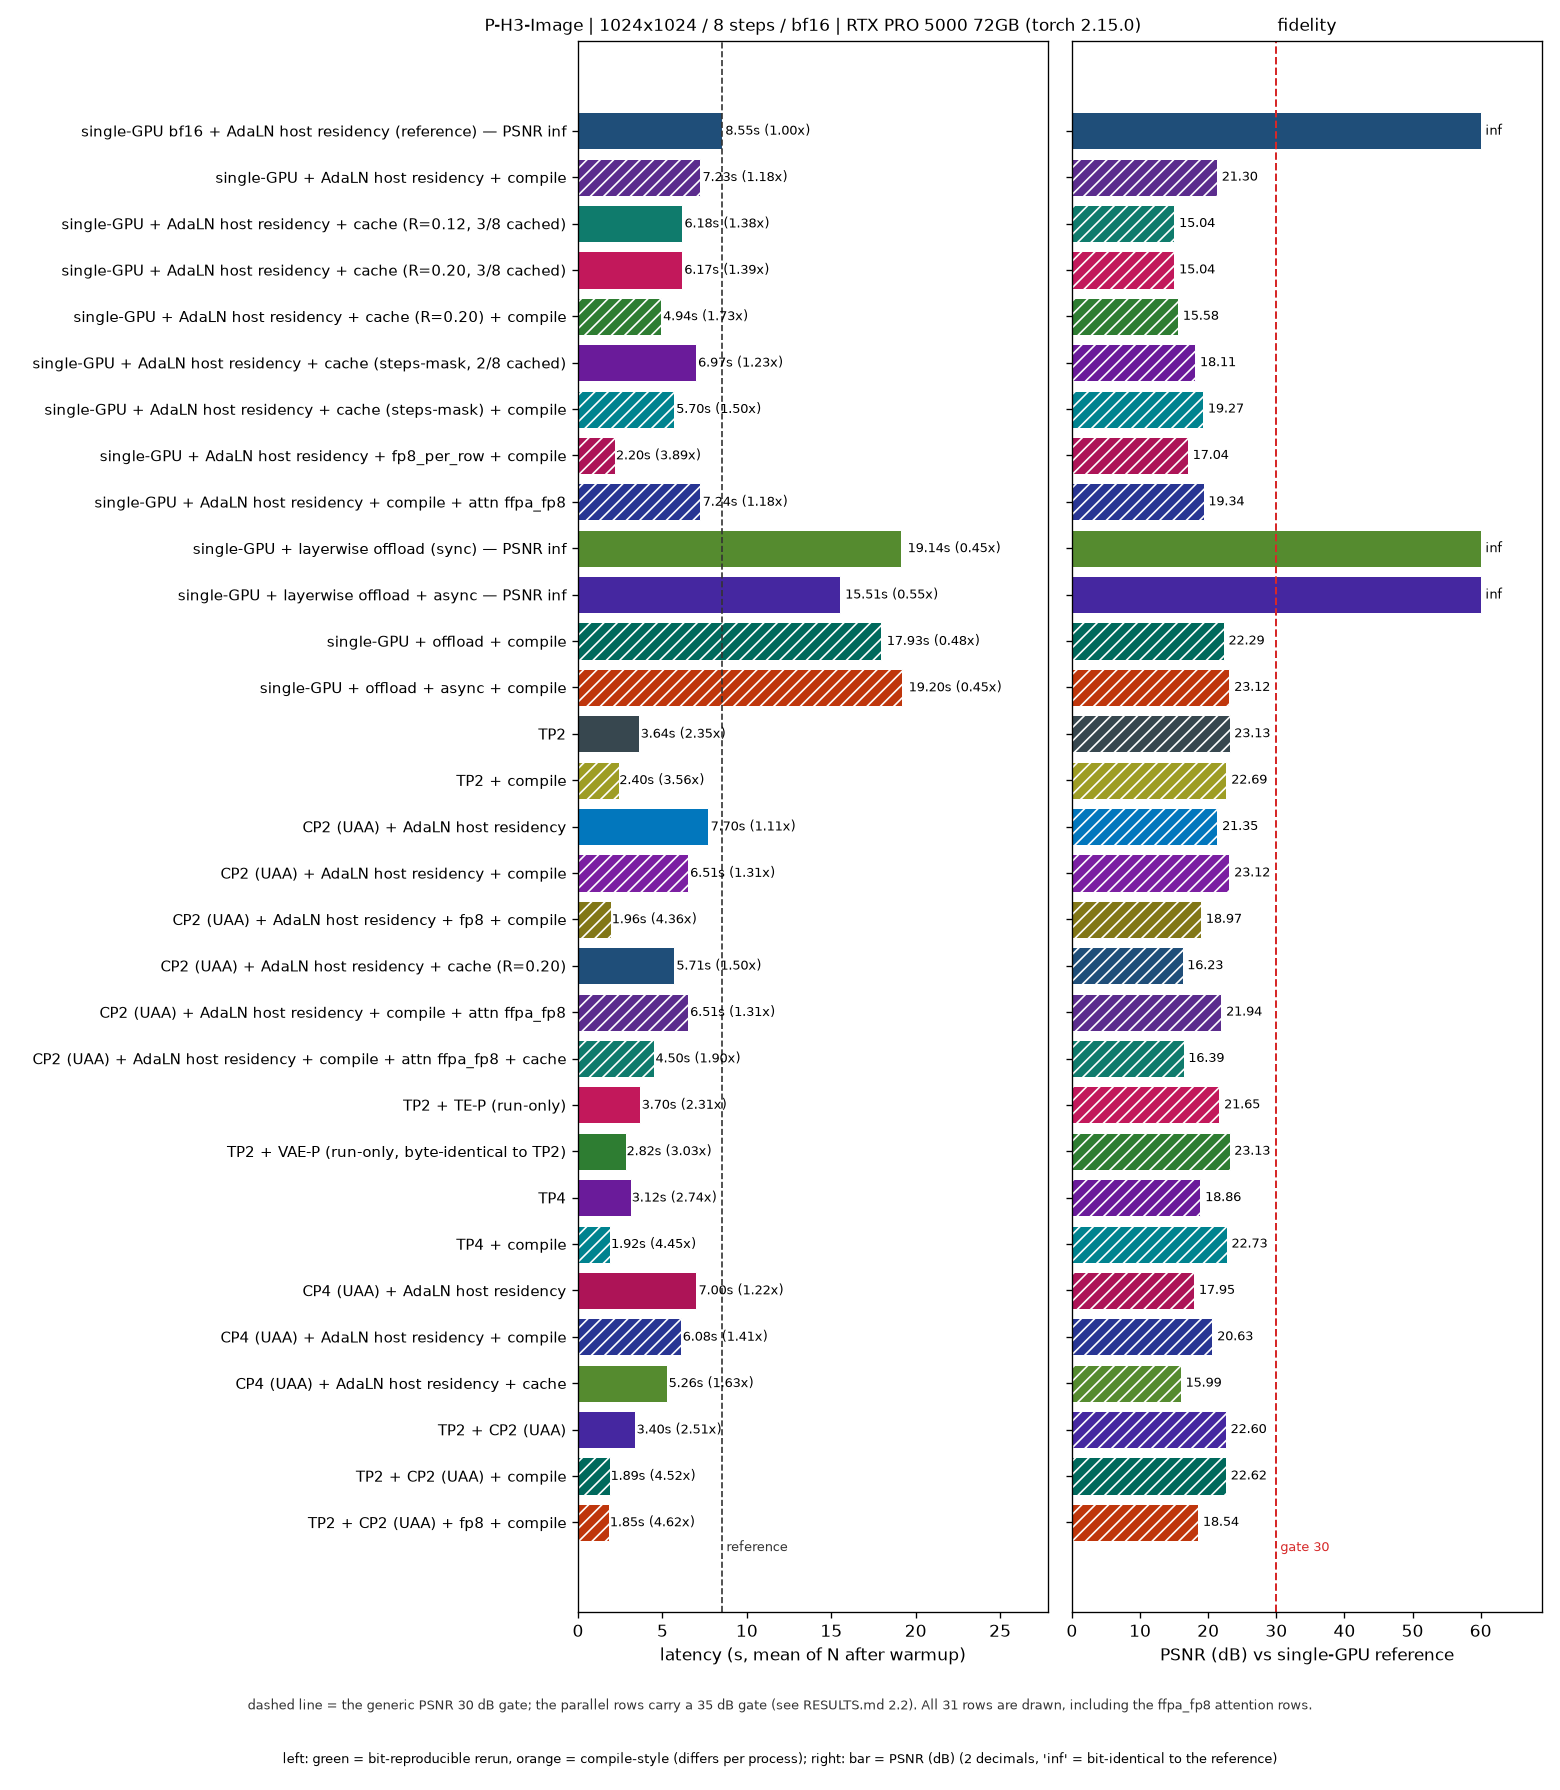 P-H3-Image | 1024x1024 / 8 steps / bf16 | RTX PRO 5000 72GB (torch 2.15.0)
fidelity
single-GPU bf16 + AdaLN host residency (reference) — PSNR inf 8.55s (1.00x) inf
single-GPU + AdaLN host residency + compile 7.23s (1.18x) 21.30
single-GPU + AdaLN host residency + cache (R=0.12, 3/8 cached) 6.18s (1.38x) 15.04
single-GPU + AdaLN host residency + cache (R=0.20, 3/8 cached) 6.17s (1.39x) 15.04
single-GPU + AdaLN host residency + cache (R=0.20) + compile 4.94s (1.73x) 15.58
single-GPU + AdaLN host residency + cache (steps-mask, 2/8 cached) 6.97s (1.23x) 18.11
single-GPU + AdaLN host residency + cache (steps-mask) + compile 5.70s (1.50x) 19.27
single-GPU + AdaLN host residency + fp8_per_row + compile 2.20s (3.89x) 17.04
single-GPU + AdaLN host residency + compile + attn ffpa_fp8 7.24s (1.18x) 19.34
single-GPU + layerwise offload (sync) — PSNR inf 19.14s (0.45x) inf
single-GPU + layerwise offload + async — PSNR inf 15.51s (0.55x) inf
single-GPU + offload + compile 17.93s (0.48x) 22.29
single-GPU + offload + async + compile 19.20s (0.45x) 23.12
TP2 3.64s (2.35x) 23.13
TP2 + compile 2.40s (3.56x) 22.69
CP2 (UAA) + AdaLN host residency 7.70s (1.11x) 21.35
CP2 (UAA) + AdaLN host residency + compile 6.51s (1.31x) 23.12
CP2 (UAA) + AdaLN host residency + fp8 + compile 1.96s (4.36x) 18.97
CP2 (UAA) + AdaLN host residency + cache (R=0.20) 5.71s (1.50x) 16.23
CP2 (UAA) + AdaLN host residency + compile + attn ffpa_fp8 6.51s (1.31x) 21.94
CP2 (UAA) + AdaLN host residency + compile + attn ffpa_fp8 + cache 4.50s (1.90x) 16.39
TP2 + TE-P (run-only) 3.70s (2.31x) 21.65
TP2 + VAE-P (run-only, byte-identical to TP2) 2.82s (3.03x) 23.13
TP4 3.12s (2.74x) 18.86
TP4 + compile 1.92s (4.45x) 22.73
CP4 (UAA) + AdaLN host residency 7.00s (1.22x) 17.95
CP4 (UAA) + AdaLN host residency + compile 6.08s (1.41x) 20.63
CP4 (UAA) + AdaLN host residency + cache 5.26s (1.63x) 15.99
TP2 + CP2 (UAA) 3.40s (2.51x) 22.60
TP2 + CP2 (UAA) + compile 1.89s (4.52x) 22.62
TP2 + CP2 (UAA) + fp8 + compile 1.85s (4.62x) 18.54
reference gate 30
0 5 10 15 20 25
0 10 20 30 40 50 60
latency (s, mean of N after warmup)
PSNR (dB) vs single-GPU reference
dashed line = the generic PSNR 30 dB gate; the parallel rows carry a 35 dB gate (see RESULTS.md 2.2). All 31 rows are drawn, including the ffpa_fp8 attention rows.
left: green = bit-reproducible rerun, orange = compile-style (differs per process); right: bar = PSNR (dB) (2 decimals, 'inf' = bit-identical to the reference)